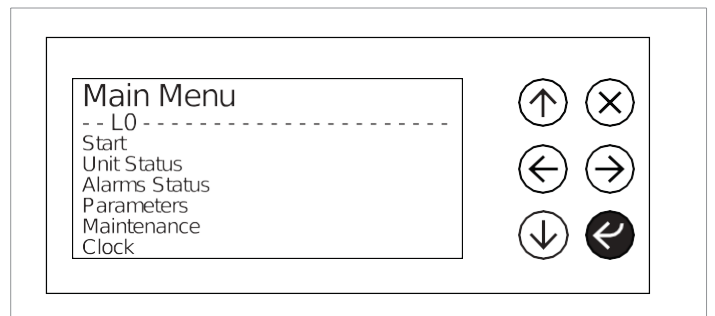 Main Menu
- - L0 - - - - - - - - - - - - - - - - - - - - - -
Start
Unit Status
Alarms Status
Parameters
Maintenance
Clock